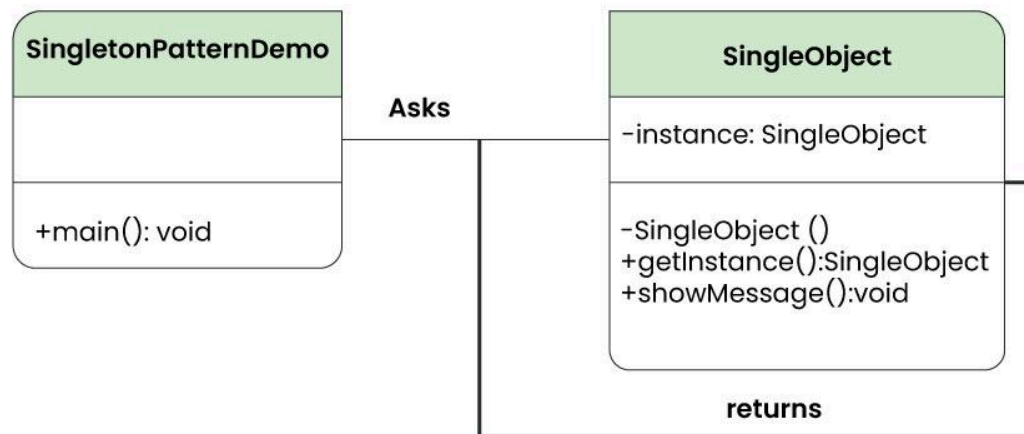 SingletonPatternDemo
+main(): void
Asks
SingleObject
-instance: SingleObject
-SingleObject ()
+getInstance():SingleObject
+showMessage():void
returns